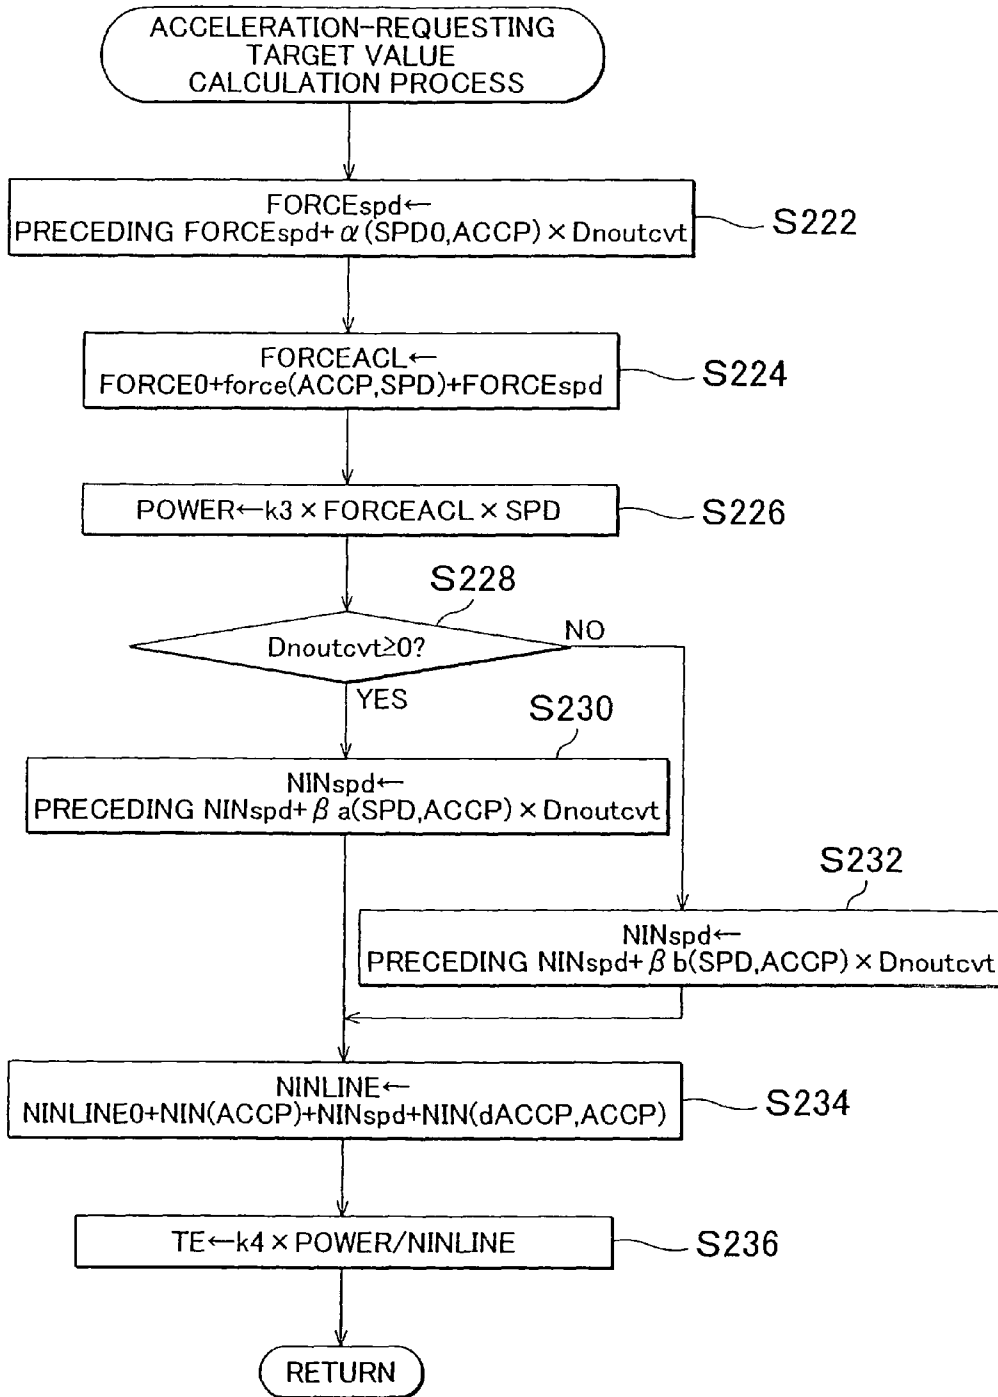 ACCELERATION-REQUESTING
TARGET VALUE
CALCULATION PROCESS
FORCEspd←
PRECEDING FORCEspd+α(SPD0,ACCP)×Dnoutcvt
S222
FORCEACL←
FORCE0+force(ACCP,SPD)+FORCEspd
S224
POWER←k3×FORCEACL×SPD
S226
S228
Dnoutcvt≥0?
NO
YES
S230
NINspd←
PRECEDING NINspd+β a(SPD,ACCP)×Dnoutcvt
S232
NINspd←
PRECEDING NINspd+β b(SPD,ACCP)×Dnoutcvt
NINLINE←
NINLINE0+NIN(ACCP)+NINspd+NIN(dACCP,ACCP)
S234
TE←k4×POWER/NINLINE
S236
RETURN